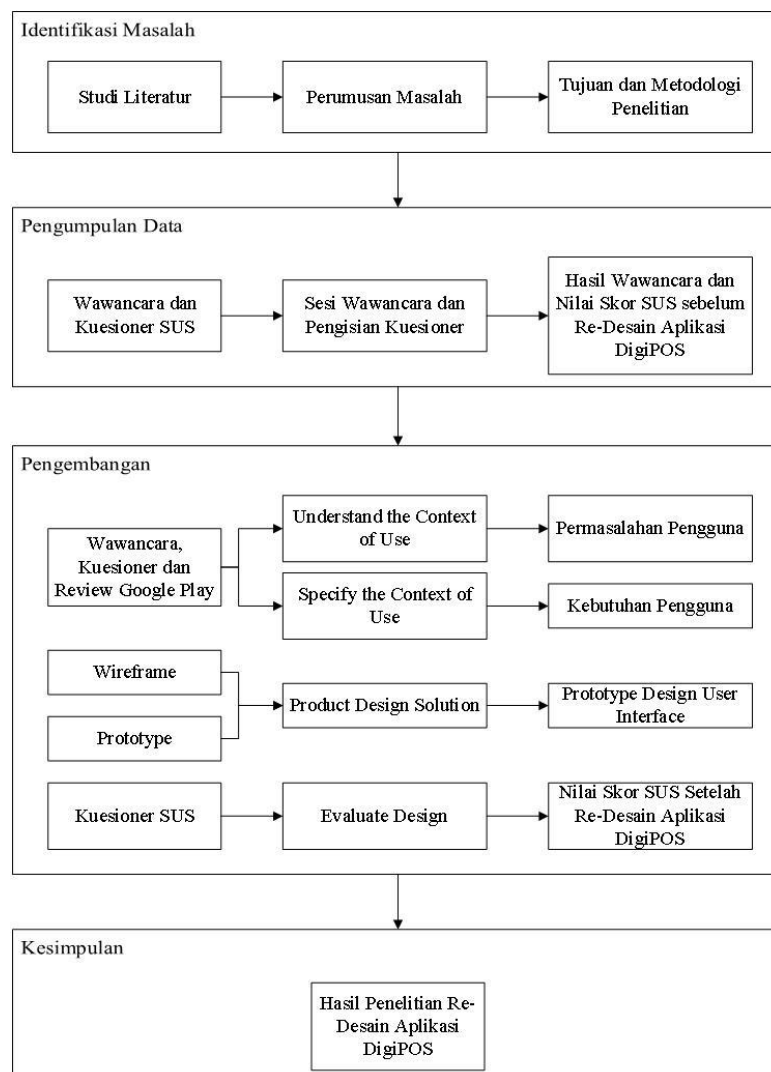 Identifikasi Masalah
Studi Literatur
Perumusan Masalah
Tujuan dan Metodologi
Penelitian
Pengumpulan Data
Wawancara dan
Kuesioner SUS
Sesi Wawancara dan
Pengisian Kuesioner
Hasil Wawancara dan
Nilai Skor SUS sebelum
Re-Desain Aplikasi
DigiPOS
Pengembangan
Wawancara,
Kuesioner dan
Review Google Play
Understand the Context
of Use
Permasalahan Pengguna
Specify the Context of
Use
Kebutuhan Pengguna
Wireframe
Prototype
Product Design Solution
Prototype Design User
Interface
Kuesioner SUS
Evaluate Design
Nilai Skor SUS Setelah
Re-Desain Aplikasi
DigiPOS
Kesimpulan
Hasil Penelitian Re-
Desain Aplikasi
DigiPOS